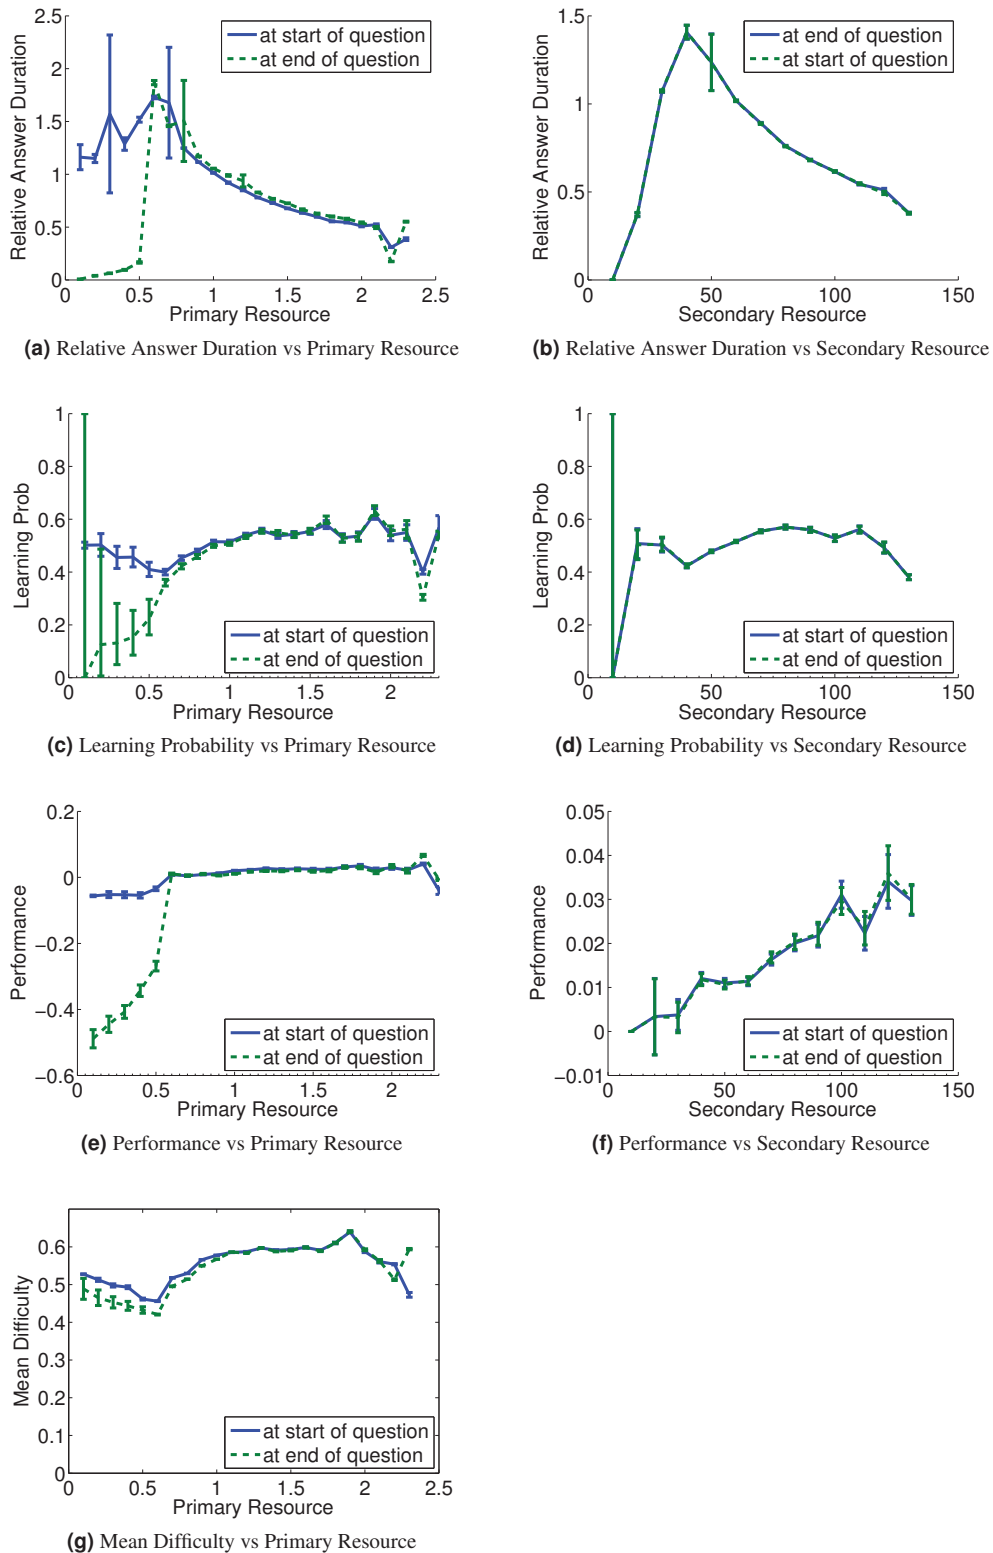 2.5
2
1.5
1
0.5
0
Relative Answer Duration
at start of question
at end of question
0 0.5 1 1.5 2 2.5
Primary Resource
(a) Relative Answer Duration vs Primary Resource
1.5
1
0.5
0
Relative Answer Duration
at end of question
at start of question
0 50 100 150
Secondary Resource
(b) Relative Answer Duration vs Secondary Resource
1
0.8
0.6
0.4
0.2
0
Learning Prob
at start of question
at end of question
0 0.5 1 1.5 2
Primary Resource
(c) Learning Probability vs Primary Resource
1
0.8
0.6
0.4
0.2
0
Learning Prob
at start of question
at end of question
0 50 100 150
Secondary Resource
(d) Learning Probability vs Secondary Resource
0.2
0
−0.2
−0.4
−0.6
Performance
at start of question
at end of question
0 0.5 1 1.5 2
Primary Resource
(e) Performance vs Primary Resource
0.05
0.04
0.03
0.02
0.01
0
−0.01
Performance
at start of question
at end of question
0 50 100 150
Secondary Resource
(f) Performance vs Secondary Resource
0.6
0.5
0.4
0.3
0.2
0.1
0
Mean Difficulty
at start of question
at end of question
0 0.5 1 1.5 2 2.5
Primary Resource
(g) Mean Difficulty vs Primary Resource